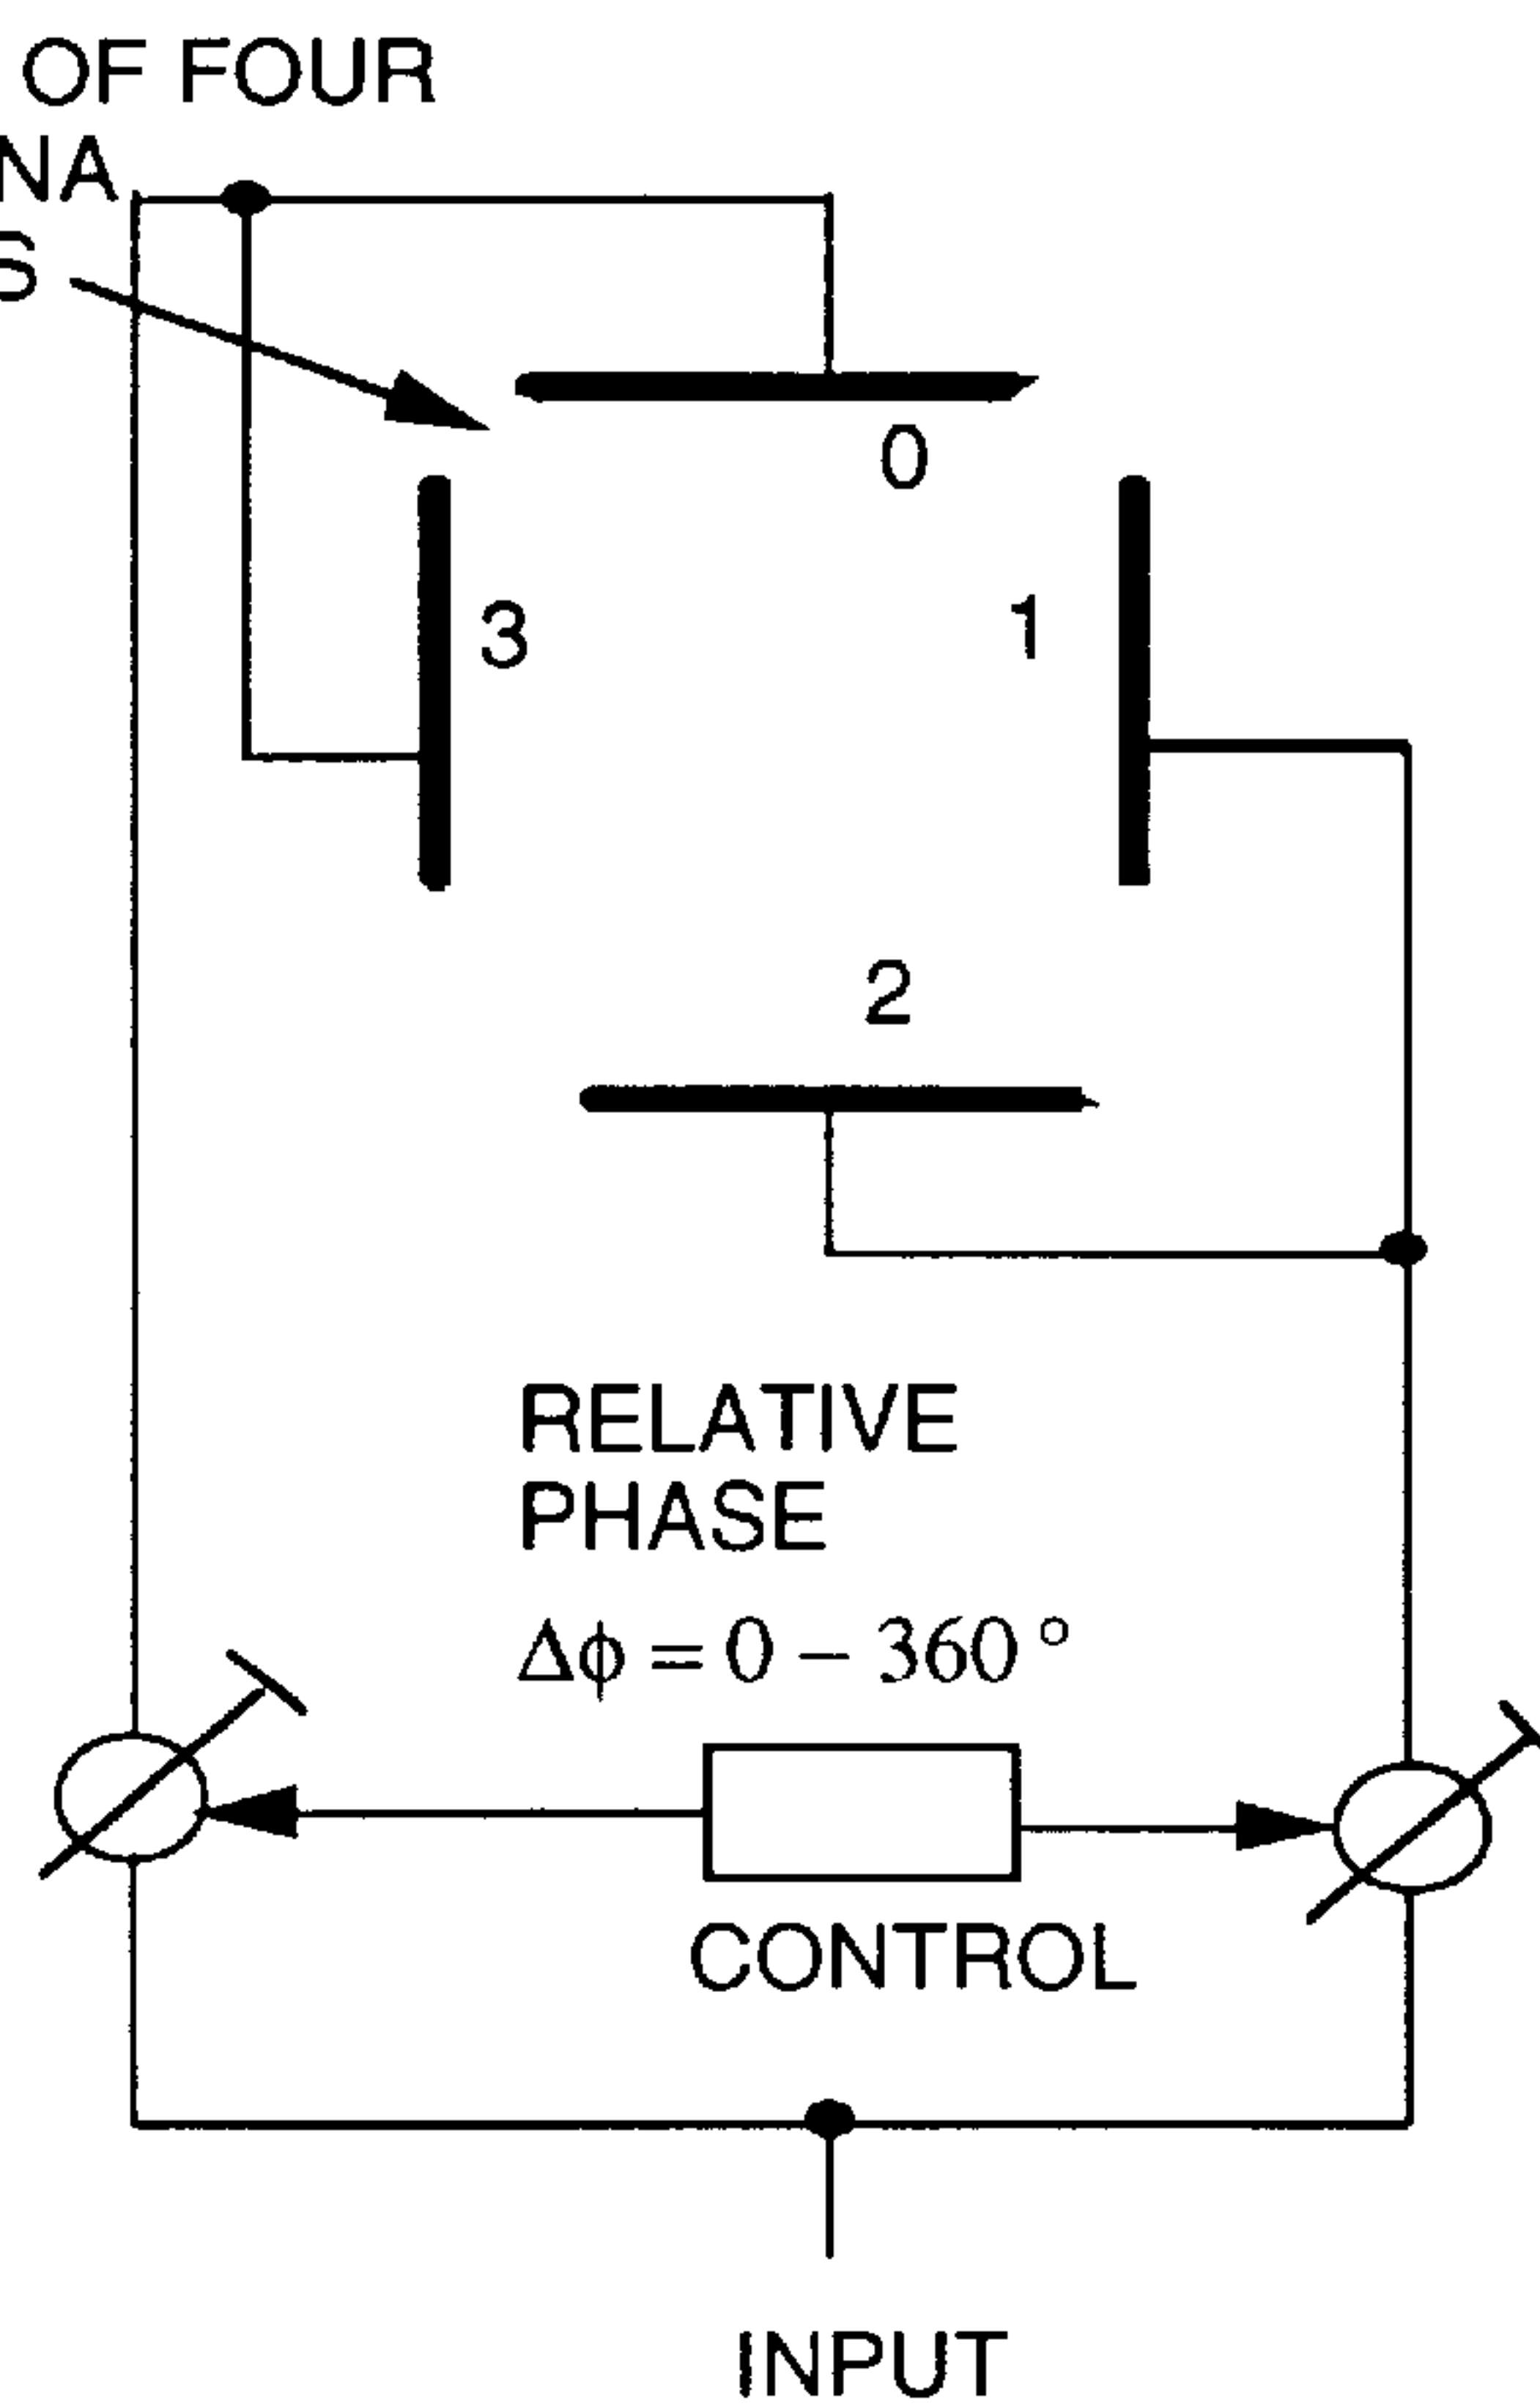 OF FOUR
NA
S
0
3
1
2
RELATIVE
PHASE
Δϕ = 0 – 360°
CONTROL
INPUT